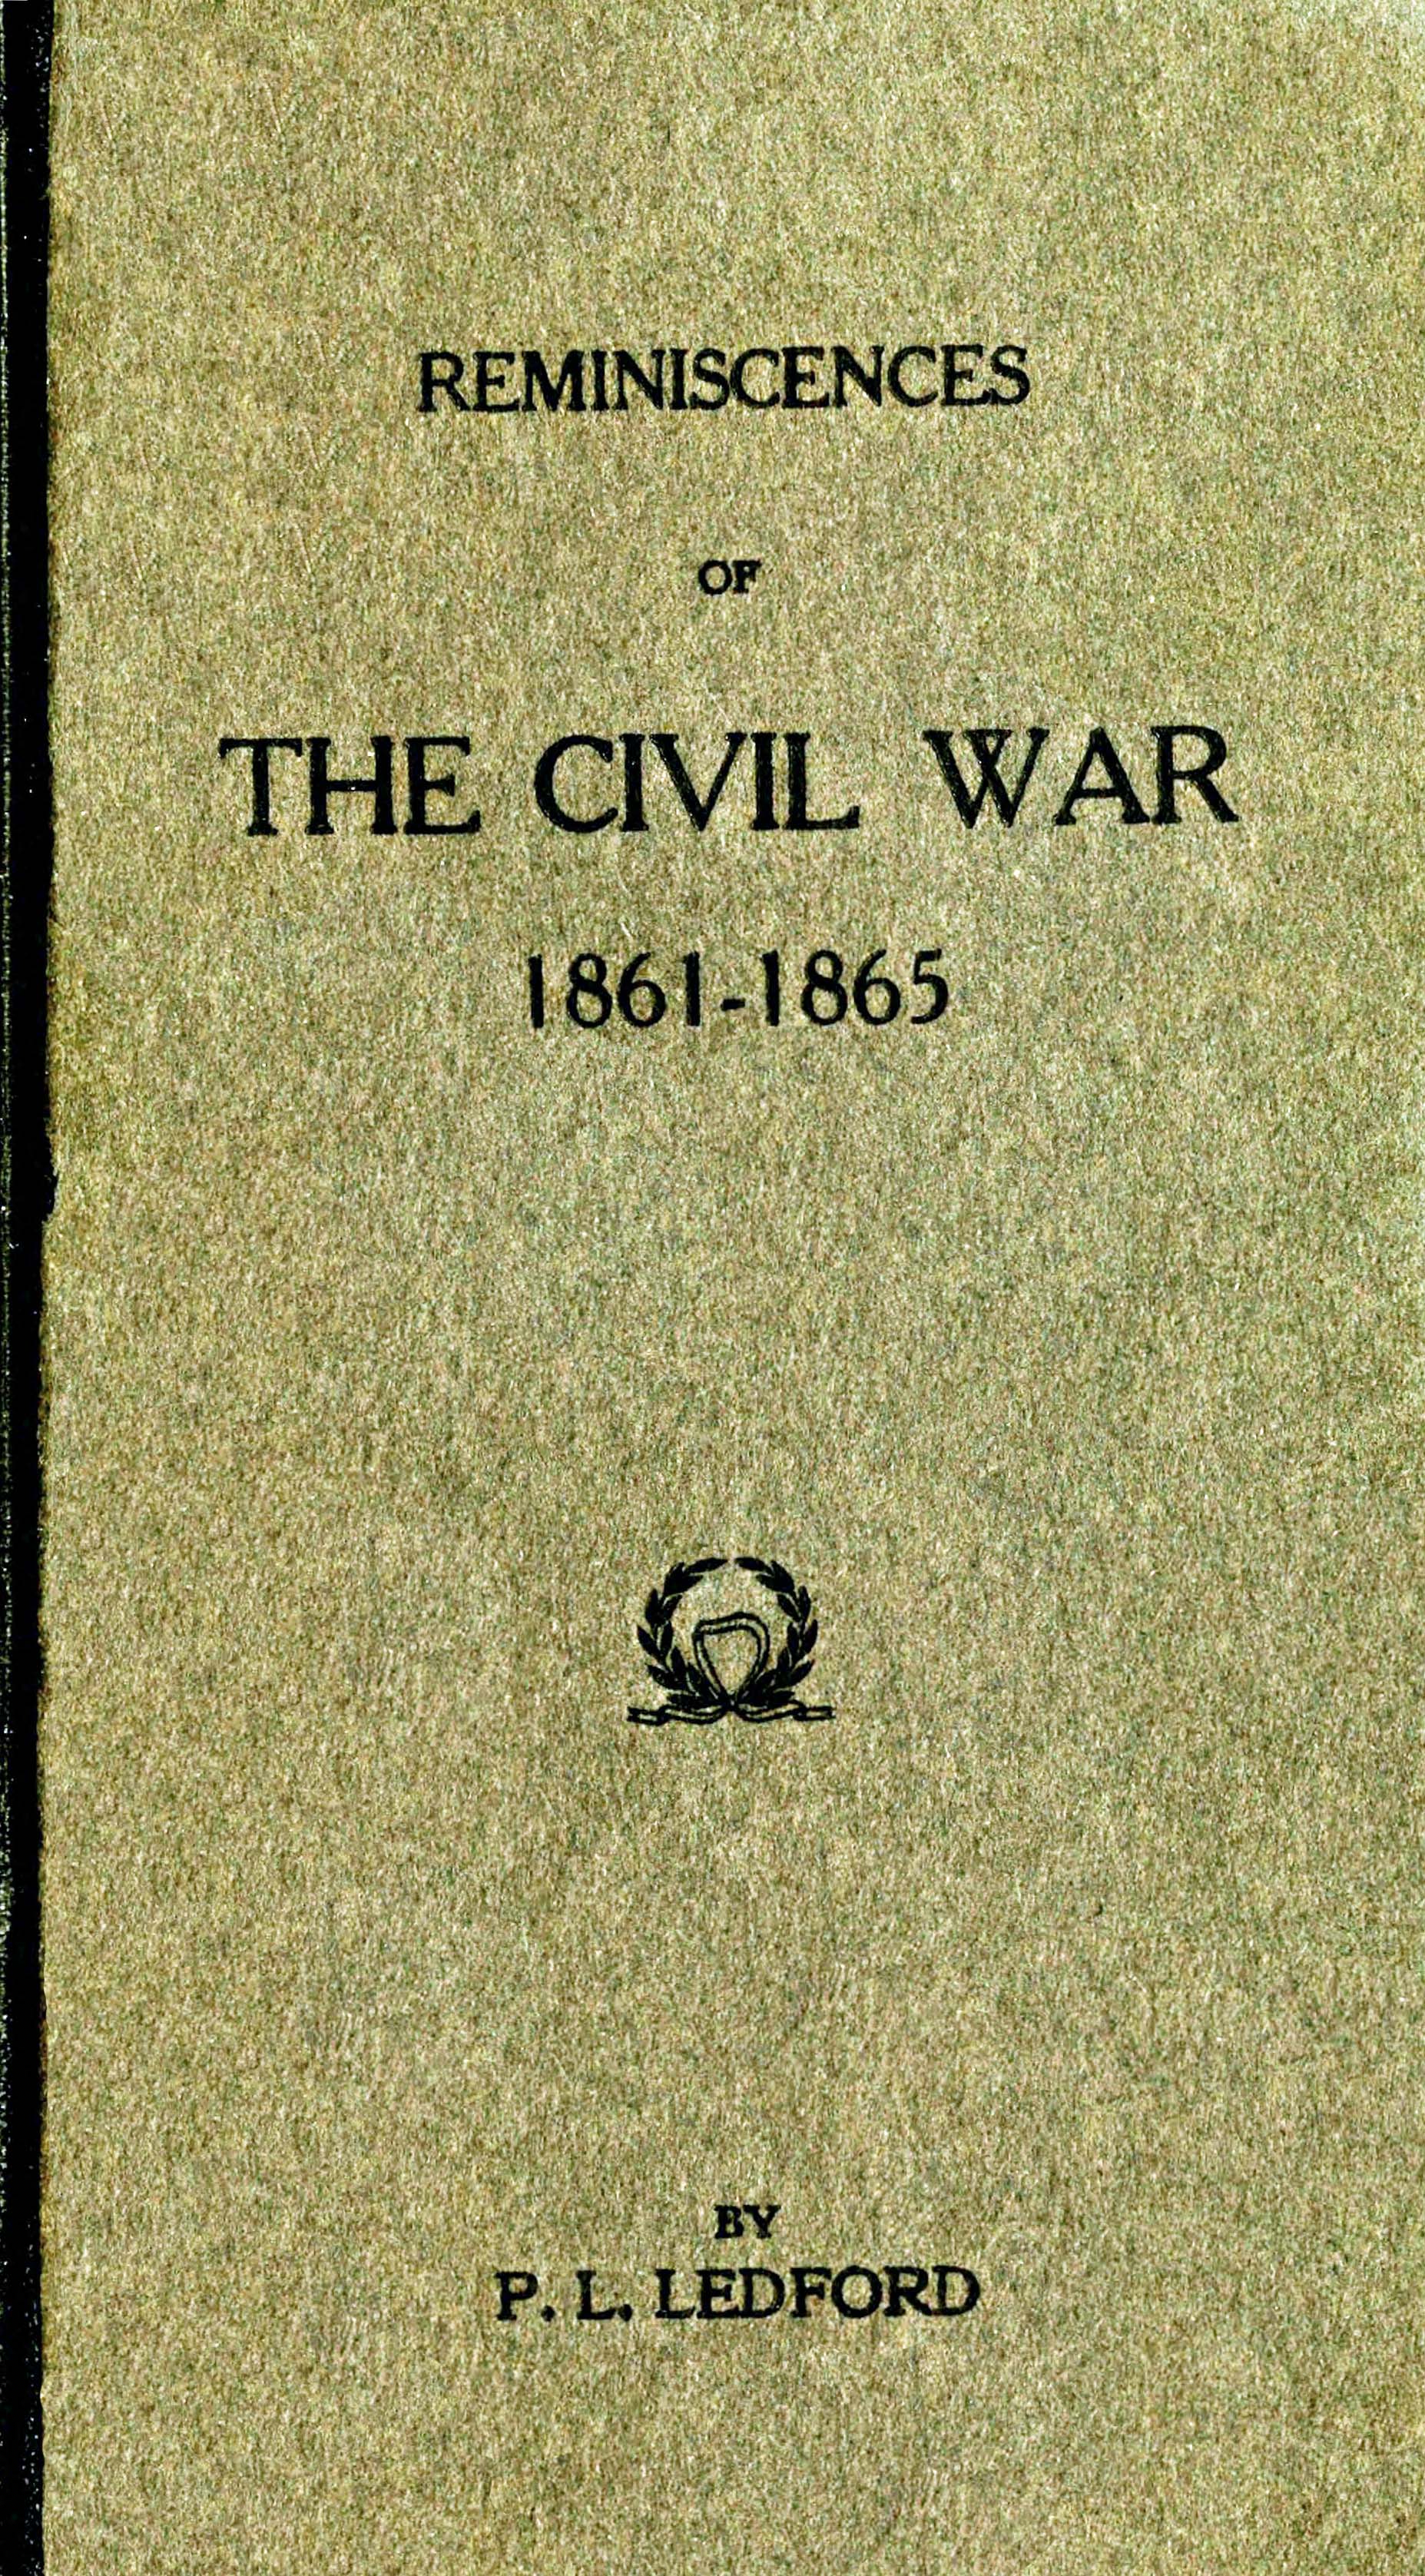 REMINISCENCES
OF
THE CIVIL WAR
1861-1865
BY
P. L. LEDFORD